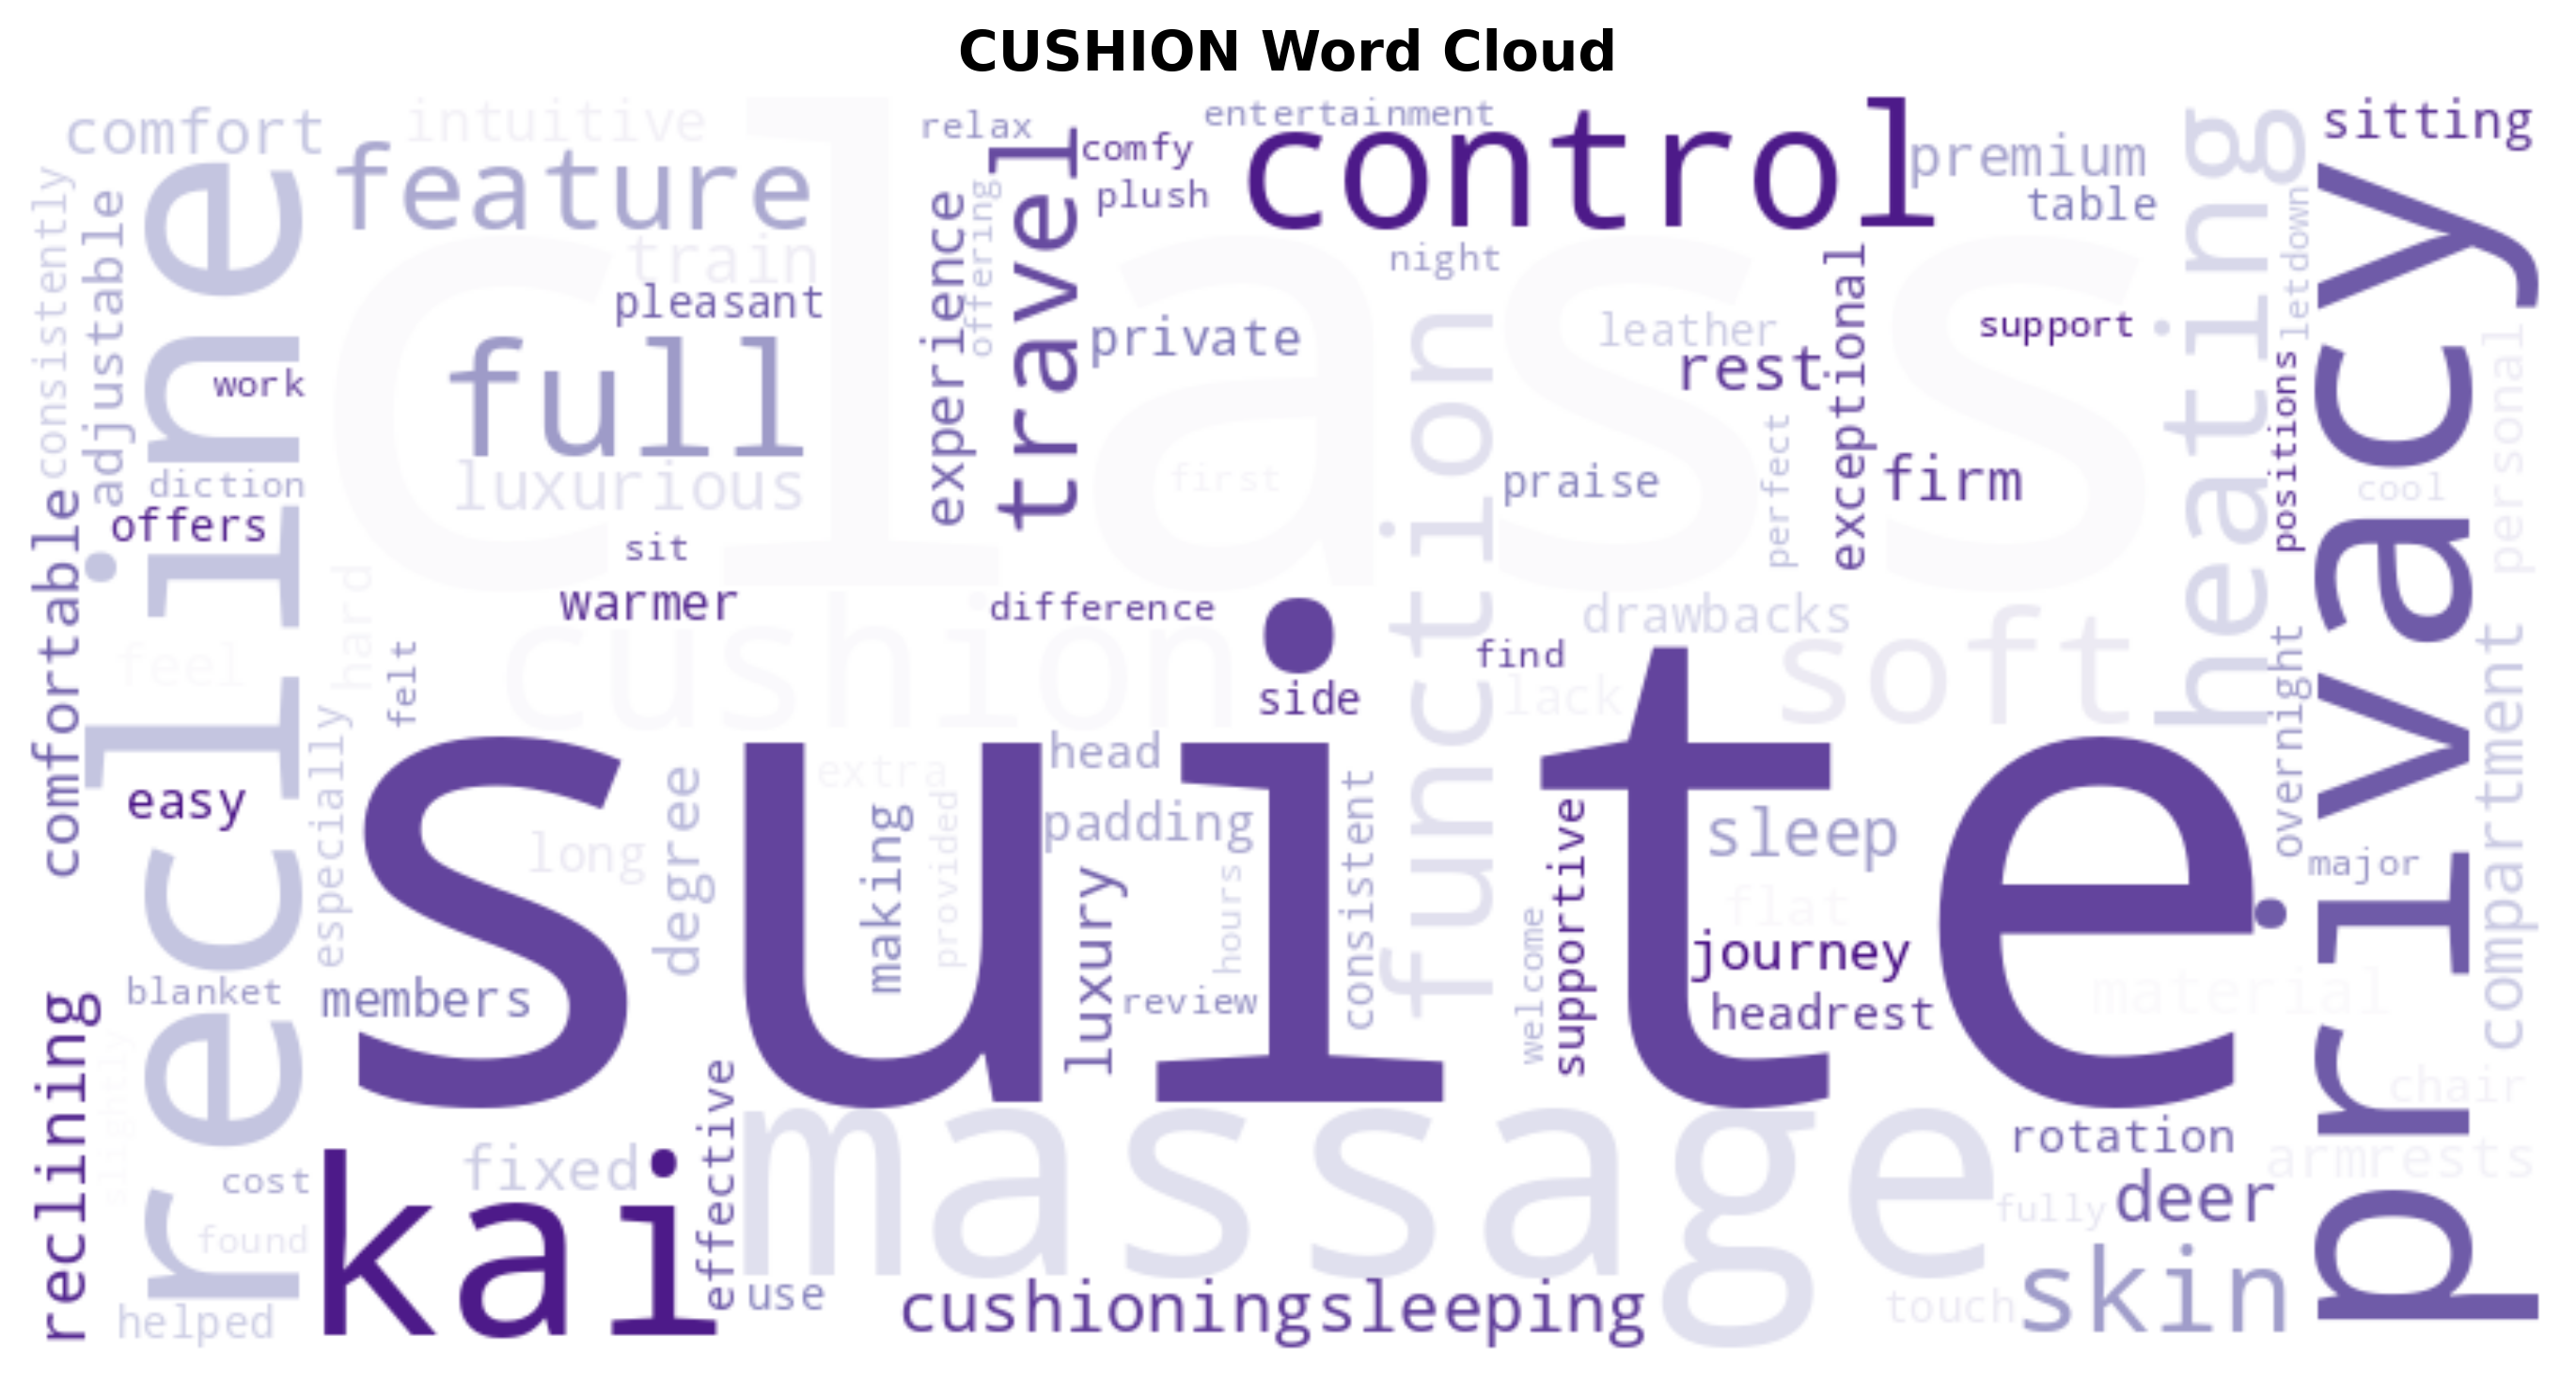 CUSHION Word Cloud
comfort
intuitive
relax
entertainment
control
sitting
comfy
premium
feature
plush
table
consistently
adjustable
recline
class
train
pleasant
experience
offering
travel
night
heating
letdown
privacy
private
leather
support
rest
exceptional
personal
full
work
positions
luxurious
diction
first
praise
perfect
firm
cool
offers
function
comfortable
sit
hard
warmer
difference
drawbacks
cushion
soft
feel
felt
find
side
lack
overnight
compartment
suite
especially
head
extra
degree
easy
long
making
provided
padding
sleep
major
hours
luxury
consistent
supportive
welcome
flat
journey
blanket
members
review
headrest
material
reclining
slightly
chair
massage
rotation
armrests
effective
fixed
cost
kai
deer
fully
found
skin
helped
use
cushioning
sleeping
touch